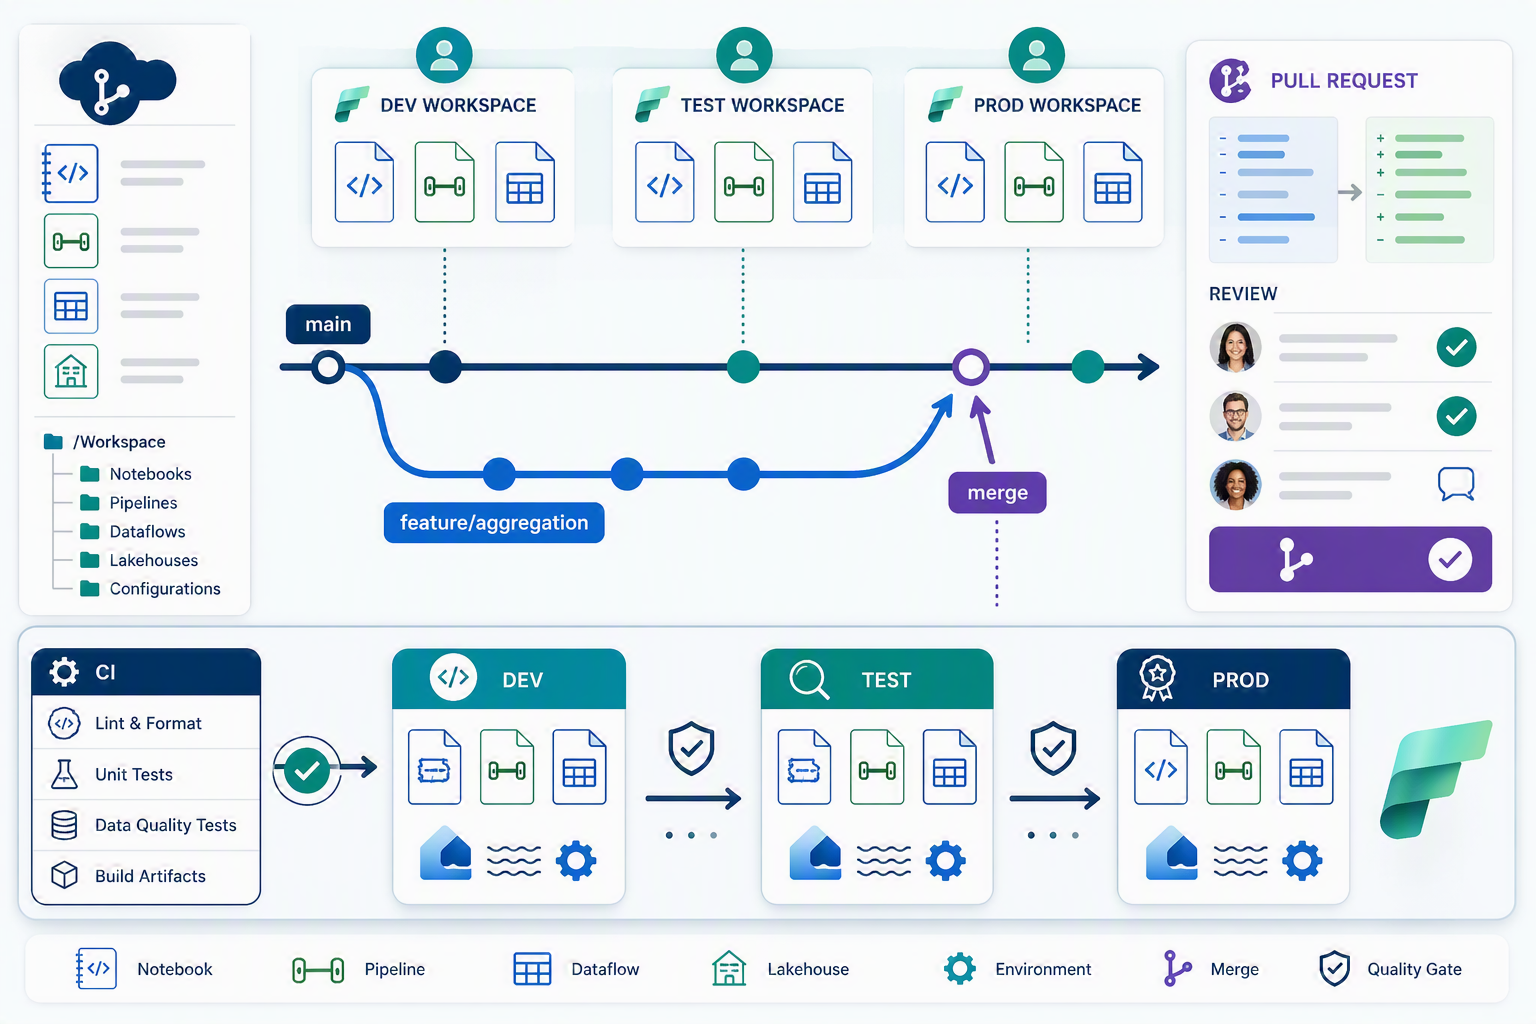 /Workspace
Notebooks
Pipelines
Dataflows
Lakehouses
Configurations
DEV WORKSPACE
TEST WORKSPACE
PROD WORKSPACE
main
feature/aggregation
merge
PULL REQUEST
REVIEW
CI
Lint & Format
Unit Tests
Data Quality Tests
Build Artifacts
DEV
TEST
PROD
Notebook
Pipeline
Dataflow
Lakehouse
Environment
Merge
Quality Gate